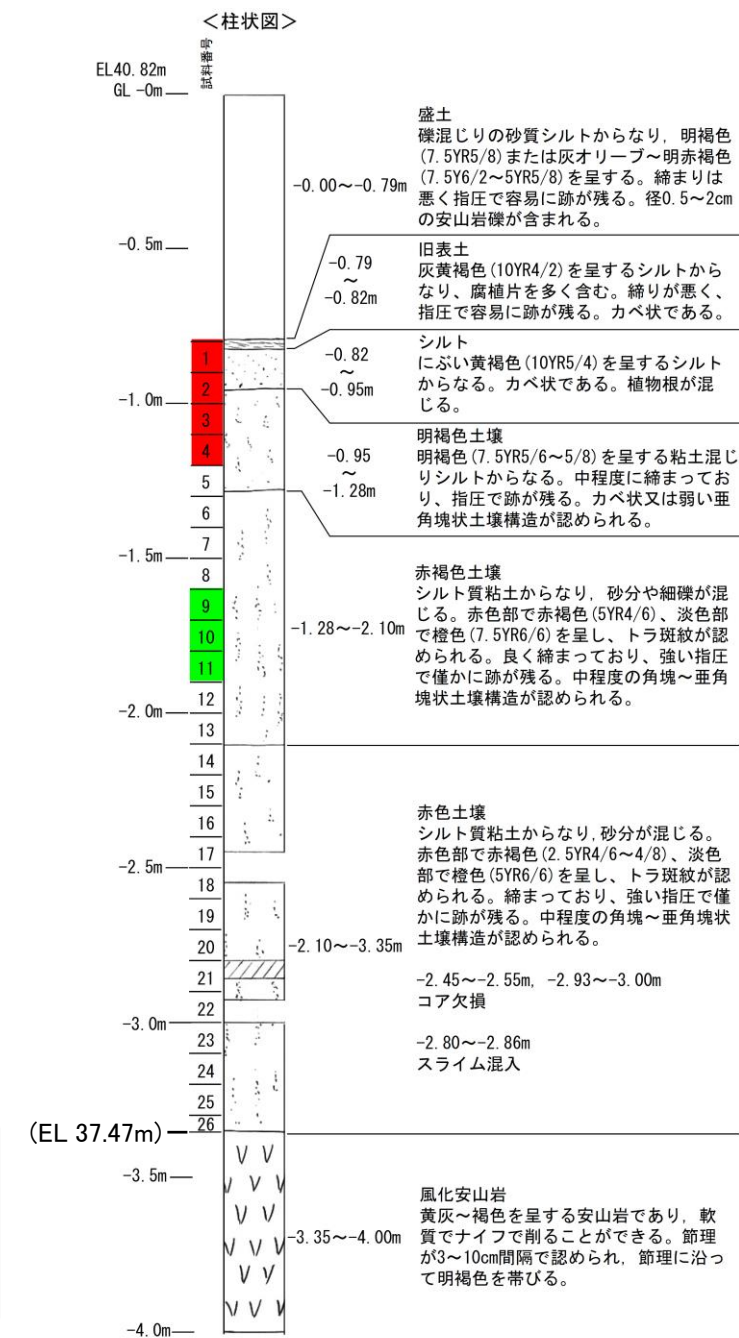 ＜柱状図＞
試料番号
EL40.82m
GL -0m
-0.5m
-1.0m
-1.5m
-2.0m
-2.5m
-3.0m
(EL 37.47m)
-3.5m
-4.0m
1
2
3
4
5
6
7
8
9
10
11
12
13
14
15
16
17
18
19
20
21
22
23
24
25
26
-0.00～-0.79m
盛土
礫混じりの砂質シルトからなり，明褐色
(7.5YR5/8)または灰オリーブ～明赤褐色
(7.5Y6/2～5YR5/8)を呈する。締まりは
悪く指圧で容易に跡が残る。径0.5～2cm
の安山岩礫が含まれる。
-0.79
～
-0.82m
旧表土
灰黄褐色(10YR4/2)を呈するシルトから
なり、腐植片を多く含む。締りが悪く、
指圧で容易に跡が残る。カベ状である。
-0.82
～
-0.95m
シルト
にぶい黄褐色(10YR5/4)を呈するシルト
からなる。カベ状である。植物根が混
じる。
-0.95
～
-1.28m
明褐色土壌
明褐色(7.5YR5/6～5/8)を呈する粘土混じ
りシルトからなる。中程度に締まってお
り、指圧で跡が残る。カベ状又は弱い亜
角塊状土壌構造が認められる。
-1.28～-2.10m
赤褐色土壌
シルト質粘土からなり，砂分や細礫が混
じる。赤色部で赤褐色(5YR4/6)、淡色部
で橙色(7.5YR6/6)を呈し、トラ斑紋が認
められる。良く締まっており、強い指圧
で僅かに跡が残る。中程度の角塊～亜角
塊状土壌構造が認められる。
-2.10～-3.35m
赤色土壌
シルト質粘土からなり，砂分が混じる。
赤色部で赤褐色(2.5YR4/6～4/8)、淡色
部で橙色(5YR6/6)を呈し、トラ斑紋が認
められる。締まっており、強い指圧で僅
かに跡が残る。中程度の角塊～亜角塊状
土壌構造が認められる。
-2.45～-2.55m，-2.93～-3.00m
コア欠損
-2.80～-2.86m
スライム混入
-3.35～-4.00m
風化安山岩
黄灰～褐色を呈する安山岩であり，軟
質でナイフで削ることができる。節理
が3～10cm間隔で認められ，節理に沿っ
て明褐色を帯びる。